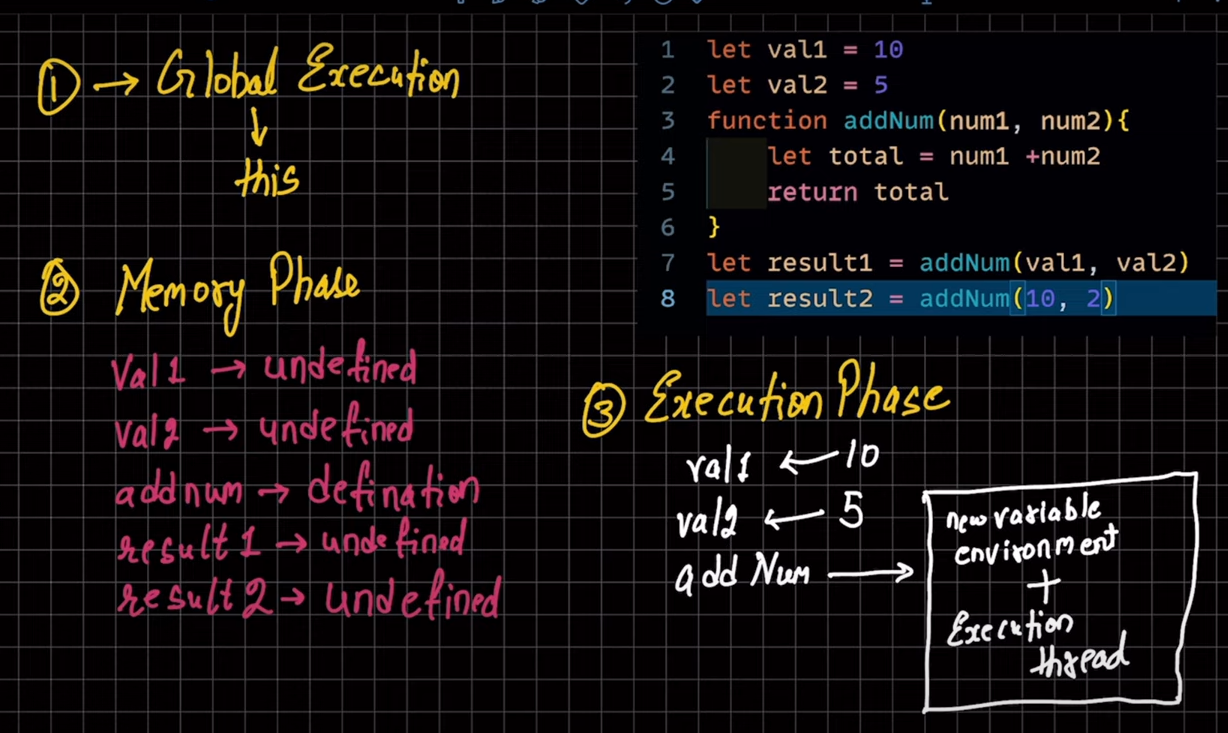 ① → Global Execution
↓
this
② Memory Phase
Val1 → undefined
val2 → undefined
addnum → defination
result1 → undefined
result2 → undefined
1 let val1 = 10
2 let val2 = 5
3 function addNum(num1, num2){
4 let total = num1 +num2
5 return total
6 }
7 let result1 = addNum(val1, val2)
8 let result2 = addNum(10, 2)
③ Execution Phase
val1 ← 10
val2 ← 5
add Num →
new variable
environment
+
Execution
thread